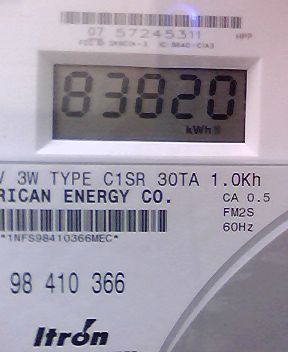 07 57245311 HPP
83820
kWh
V 3W TYPE C1SR 30TA 1.0Kh
RICAN ENERGY CO. CA 0.5
FM2S
60Hz
*1NFS98410366MEC*
98 410 366
Itron